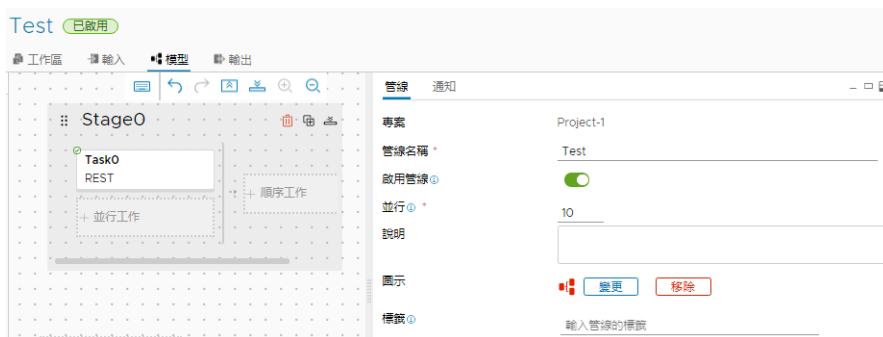 Test 已啟用
工作區 輸入 模型 輸出
管線 通知
Stage0
Task0
REST
+ 順序工作
+ 並行工作
專案 Project-1
管線名稱 * Test
啟用管線
並行 * 10
說明
圖示 變更 移除
標籤 輸入管線的標籤